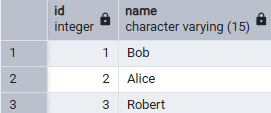 id name
integer character varying (15)
1 1 Bob
2 2 Alice
3 3 Robert